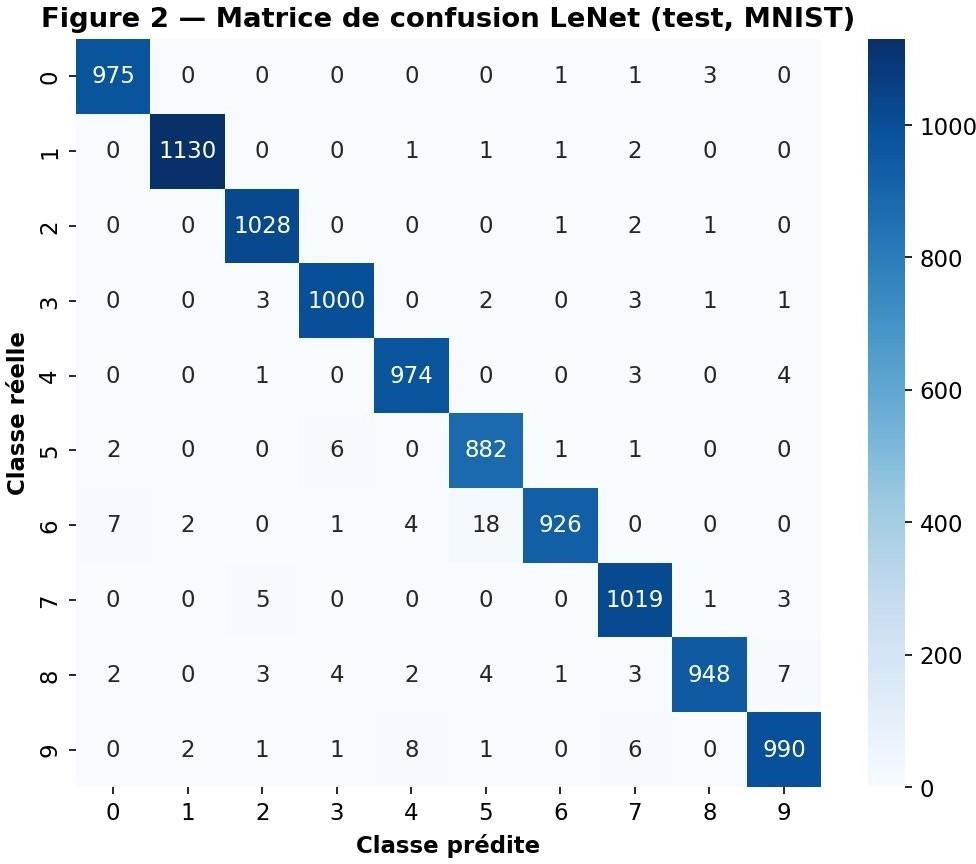 Figure 2 — Matrice de confusion LeNet (test, MNIST)
0 975 0 0 0 0 0 1 1 3 0
1 0 1130 0 0 1 1 1 2 0 0
2 0 0 1028 0 0 0 1 2 1 0
3 0 0 3 1000 0 2 0 3 1 1
4 0 0 1 0 974 0 0 3 0 4
5 2 0 0 6 0 882 1 1 0 0
6 7 2 0 1 4 18 926 0 0 0
7 0 0 5 0 0 0 0 1019 1 3
8 2 0 3 4 2 4 1 3 948 7
9 0 2 1 1 8 1 0 6 0 990
0 1 2 3 4 5 6 7 8 9
Classe prédite
Classe réelle
1000
800
600
400
200
0